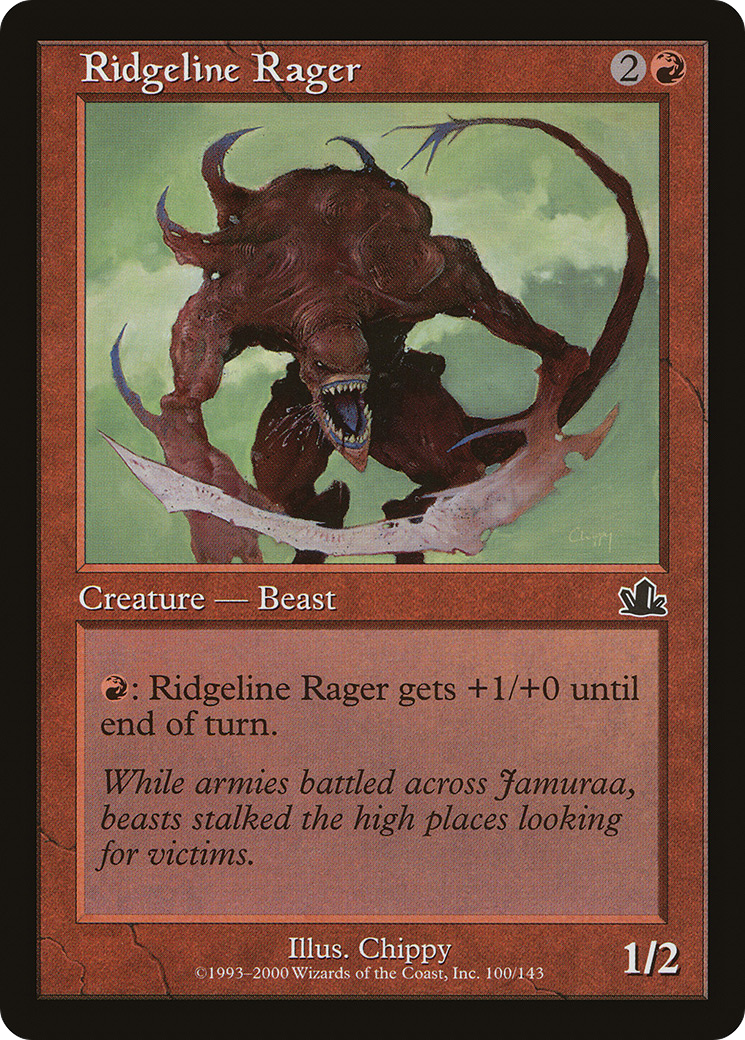 Ridgeline Rager
2
Chippy
Creature — Beast
: Ridgeline Rager gets +1/+0 until
end of turn.
While armies battled across Jamuraa,
beasts stalked the high places looking
for victims.
Illus. Chippy
©1993–2000 Wizards of the Coast, Inc. 100/143
1/2